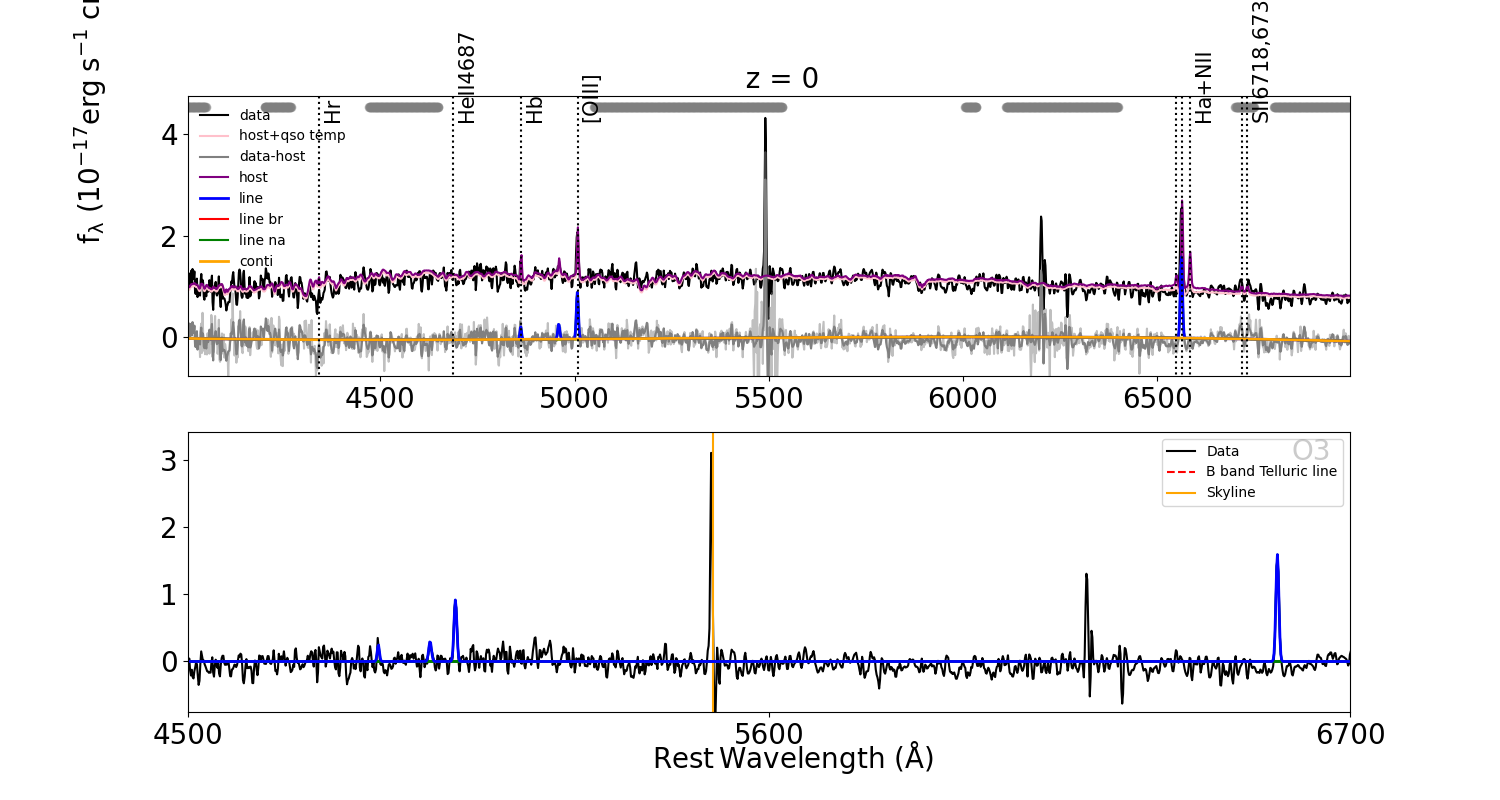 z = 0
f_λ (10^−17 erg s^−1
Hr
HeII4687
Hb
[OIII]
Ha+NII
SII6718,673
data
host+qso temp
data-host
host
line
line br
line na
conti
4
2
0
4500 5000 5500 6000 6500
O3
Data
B band Telluric line
Skyline
3
2
1
0
4500 5600 6700
Rest Wavelength (Å)